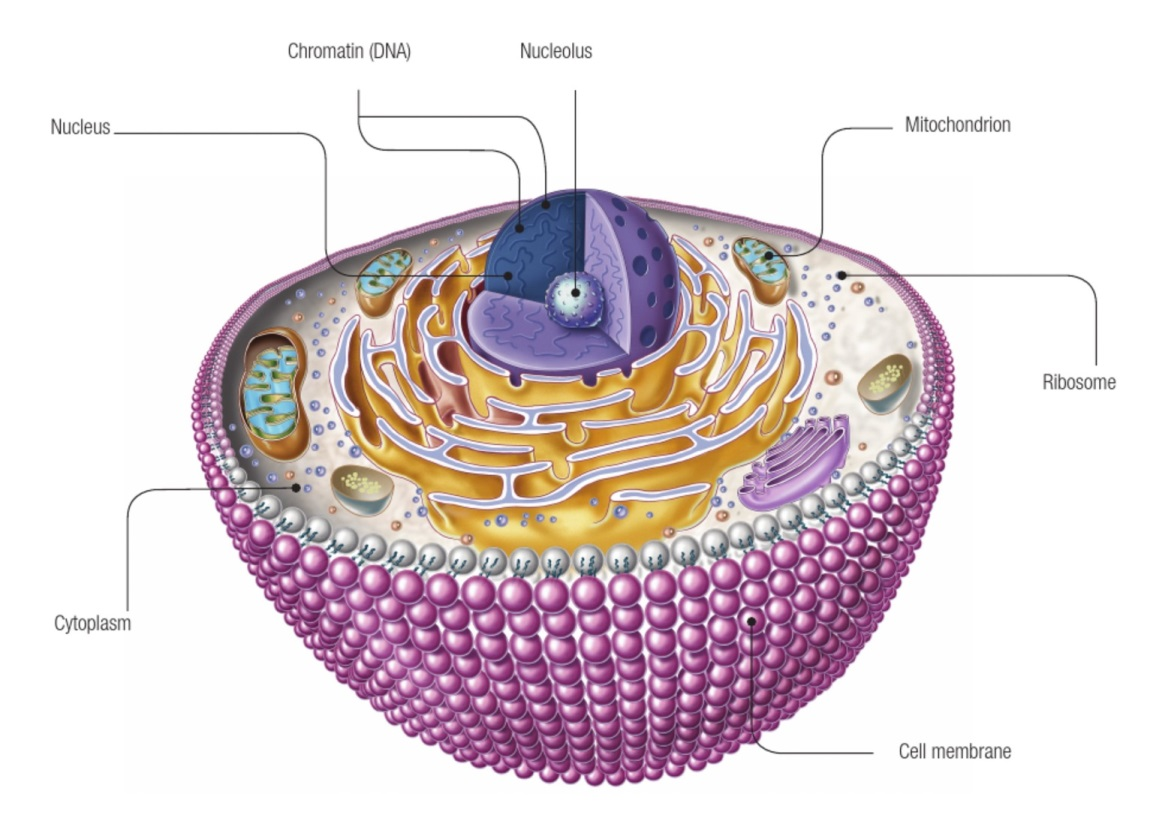 Chromatin (DNA)
Nucleolus
Nucleus
Mitochondrion
Ribosome
Cytoplasm
Cell membrane